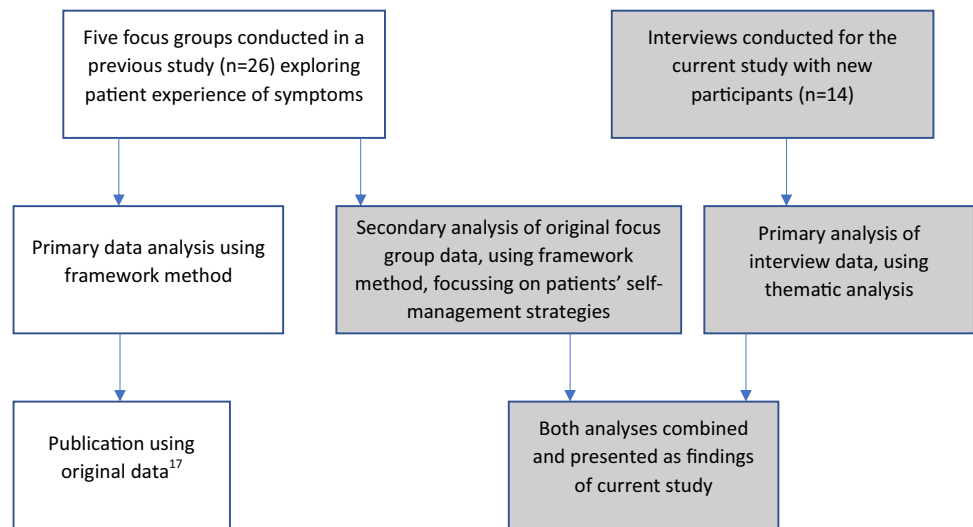 Five focus groups conducted in a
previous study (n=26) exploring
patient experience of symptoms
Interviews conducted for the
current study with new
participants (n=14)
Primary data analysis using
framework method
Secondary analysis of original focus
group data, using framework
method, focussing on patients’ self-
management strategies
Primary analysis of
interview data, using
thematic analysis
Publication using
original data17
Both analyses combined
and presented as findings
of current study